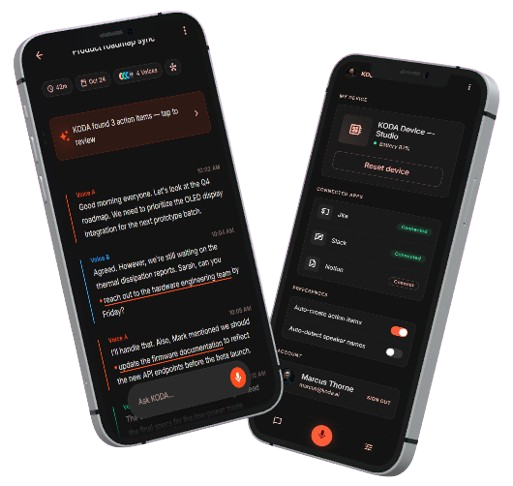 Product roadmap sync
42m
Oct 24
4 Voices
KODA found 3 action items — tap to
review
10:02 AM
Voice A
Good morning everyone. Let's look at the Q4
roadmap. We need to prioritize the OLED display
integration for the next prototype batch.
10:04 AM
Voice B
Agreed. However, we're still waiting on the
thermal dissipation reports. Sarah, can you
reach out to the hardware engineering team by
Friday?
10:05 AM
Voice A
I'll handle that. Also, Mark mentioned we should
update the firmware documentation to reflect
the new API endpoints before the beta launch.
Ask KODA...
KODA
MY DEVICE
KODA Device —
Studio
Battery 87%
Reset device
CONNECTED APPS
Jira
Connected
Slack
Connected
Notion
Connect
PREFERENCES
Auto-create action items
Auto-detect speaker names
ACCOUNT
Marcus Thorne
marcus@koda.ai
SIGN OUT